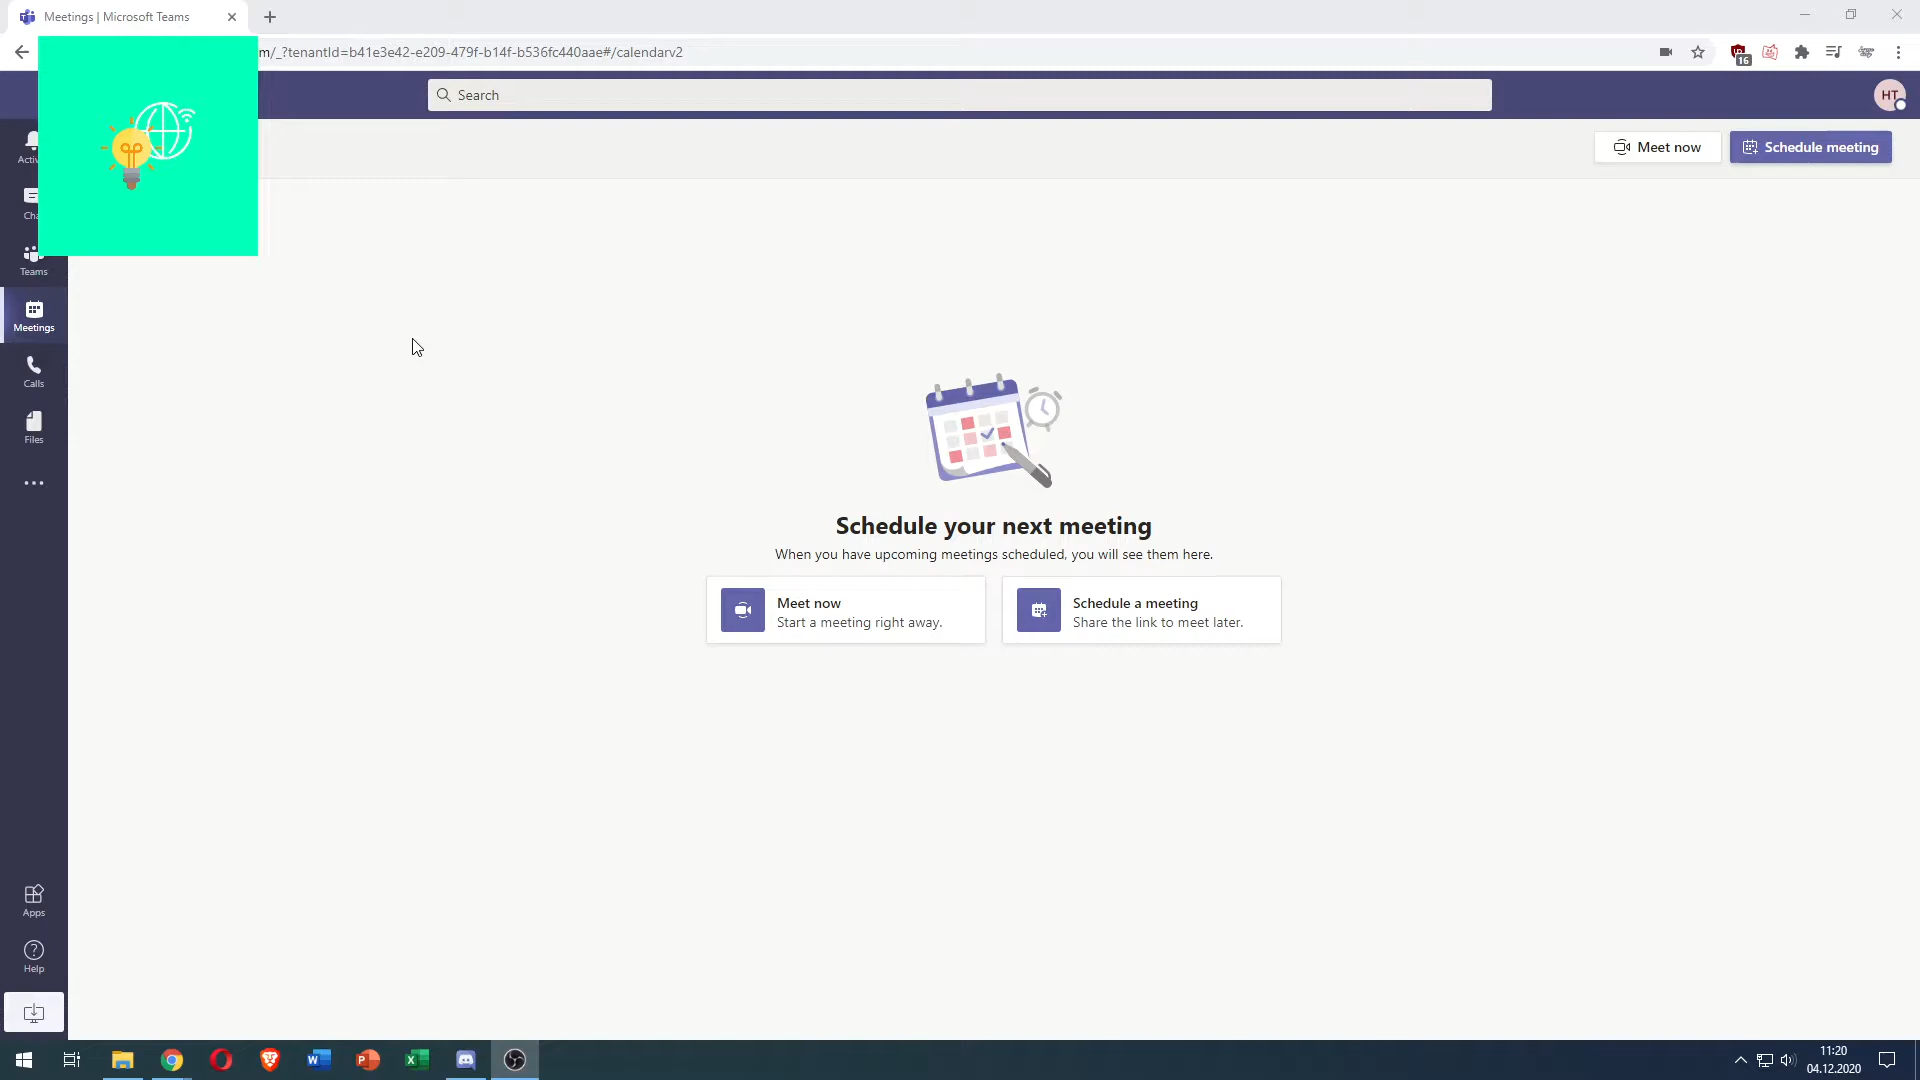 Meetings | Microsoft Teams
m/_?tenantId=b41e3e42-e209-479f-b14f-b536fc440aae#/calendarv2
16
Search
HT
Meet now
Schedule meeting
Teams
Meetings
Calls
Files
Schedule your next meeting
When you have upcoming meetings scheduled, you will see them here.
Meet now
Start a meeting right away.
Schedule a meeting
Share the link to meet later.
Apps
Help
11:20
04.12.2020